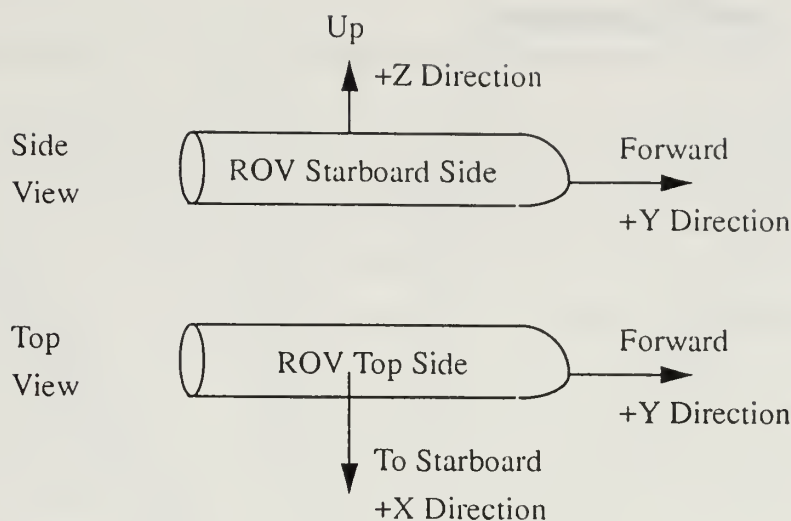 Up
+Z Direction
Side
View
ROV Starboard Side
Forward
+Y Direction
Top
View
ROV Top Side
Forward
+Y Direction
To Starboard
+X Direction